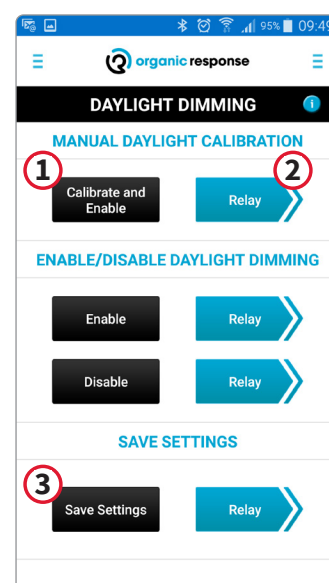 95% 09:49
organic response
DAYLIGHT DIMMING i
MANUAL DAYLIGHT CALIBRATION
1 2
Calibrate and
Enable
Relay
ENABLE/DISABLE DAYLIGHT DIMMING
Enable Relay
Disable Relay
SAVE SETTINGS
3
Save Settings Relay